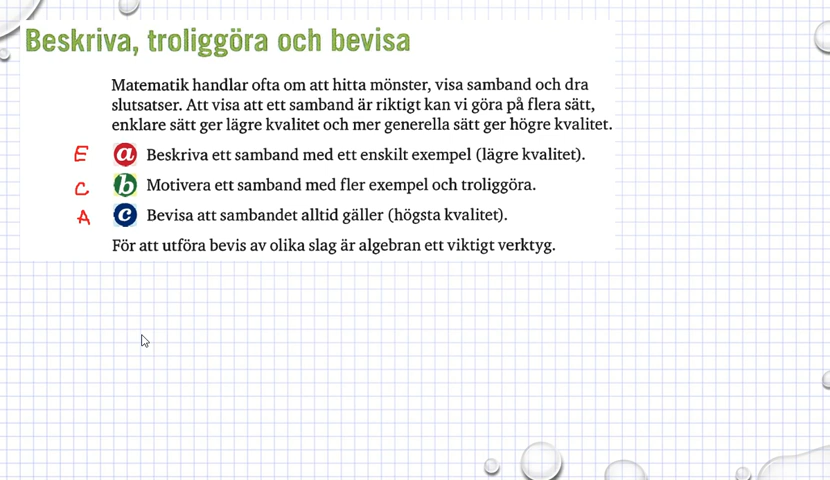 Beskriva, troliggöra och bevisa
Matematik handlar ofta om att hitta mönster, visa samband och dra
slutsatser. Att visa att ett samband är riktigt kan vi göra på flera sätt,
enklare sätt ger lägre kvalitet och mer generella sätt ger högre kvalitet.
E a Beskriva ett samband med ett enskilt exempel (lägre kvalitet).
C b Motivera ett samband med fler exempel och troliggöra.
A c Bevisa att sambandet alltid gäller (högsta kvalitet).
För att utföra bevis av olika slag är algebran ett viktigt verktyg.